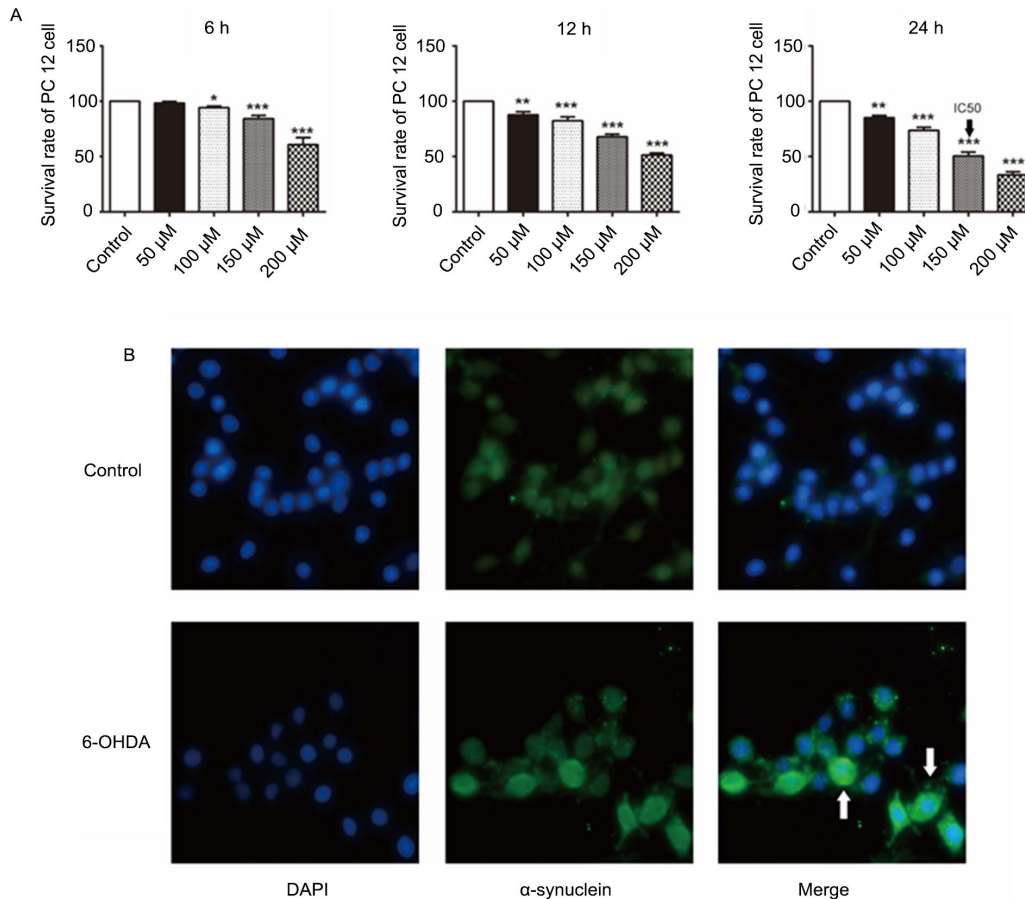 A
6 h
12 h
24 h
Survival rate of PC 12 cell
150
100
50
0
*
***
***
Control
50 µM
100 µM
150 µM
200 µM
Survival rate of PC 12 cell
150
100
50
0
**
***
***
***
Control
50 µM
100 µM
150 µM
200 µM
Survival rate of PC 12 cell
150
100
50
0
IC50
**
***
***
***
Control
50 µM
100 µM
150 µM
200 µM
B
Control
6-OHDA
DAPI
α-synuclein
Merge